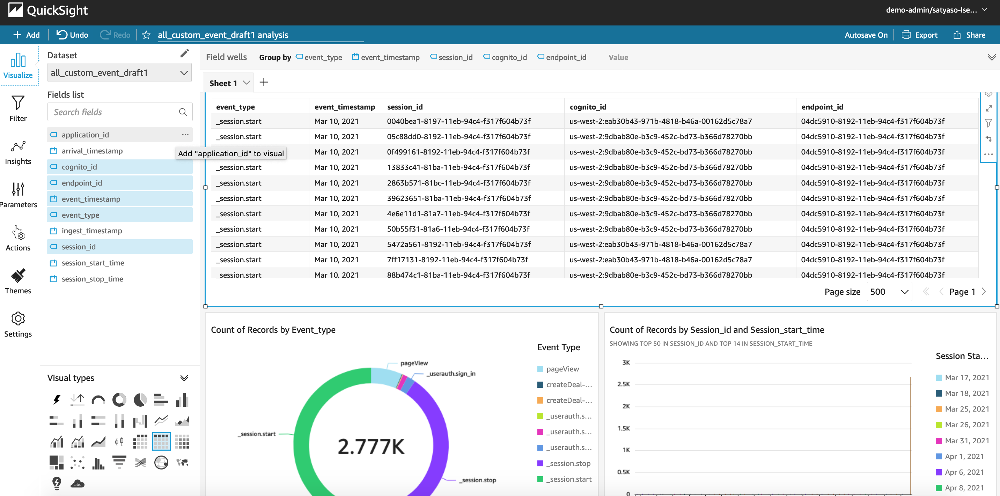 QuickSight
demo-admin/satyaso-Ise...
Add
Undo
Redo
all_custom_event_draft1 analysis
Autosave On
Export
Share
Visualize
Filter
Insights
Parameters
Actions
Themes
Settings
Dataset
all_custom_event_draft1
Fields list
Search fields
application_id
arrival_timestamp
cognito_id
endpoint_id
event_timestamp
event_type
ingest_timestamp
session_id
session_start_time
session_stop_time
Add "application_id" to visual
Visual types
abc
Field wells Group by event_type event_timestamp session_id cognito_id endpoint_id Value
Sheet 1
event_type event_timestamp session_id cognito_id endpoint_id
_session.start Mar 10, 2021 0040bea1-8197-11eb-94c4-f317f604b73f us-west-2:eab30b43-971b-4818-b46a-00162d5c78a7 04dc5910-8192-11eb-94c4-f317f604b73f
_session.start Mar 10, 2021 05c88dd0-8192-11eb-94c4-f317f604b73f us-west-2:9dbab80e-b3c9-452c-bd73-b366d78270bb 04dc5910-8192-11eb-94c4-f317f604b73f
Mar 10, 2021 0f499161-8192-11eb-94c4-f317f604b73f us-west-2:9dbab80e-b3c9-452c-bd73-b366d78270bb 04dc5910-8192-11eb-94c4-f317f604b73f
_session.start Mar 10, 2021 13833c41-81ba-11eb-94c4-f317f604b73f us-west-2:9dbab80e-b3c9-452c-bd73-b366d78270bb 04dc5910-8192-11eb-94c4-f317f604b73f
_session.start Mar 10, 2021 2863b571-81bc-11eb-94c4-f317f604b73f us-west-2:9dbab80e-b3c9-452c-bd73-b366d78270bb 04dc5910-8192-11eb-94c4-f317f604b73f
_session.start Mar 10, 2021 39623651-81ba-11eb-94c4-f317f604b73f us-west-2:9dbab80e-b3c9-452c-bd73-b366d78270bb 04dc5910-8192-11eb-94c4-f317f604b73f
_session.start Mar 10, 2021 4e6e11d1-81a7-11eb-94c4-f317f604b73f us-west-2:9dbab80e-b3c9-452c-bd73-b366d78270bb 04dc5910-8192-11eb-94c4-f317f604b73f
_session.start Mar 10, 2021 50b55f31-81a6-11eb-94c4-f317f604b73f us-west-2:9dbab80e-b3c9-452c-bd73-b366d78270bb 04dc5910-8192-11eb-94c4-f317f604b73f
_session.start Mar 10, 2021 5472a561-8192-11eb-94c4-f317f604b73f us-west-2:eab30b43-971b-4818-b46a-00162d5c78a7 04dc5910-8192-11eb-94c4-f317f604b73f
_session.start Mar 10, 2021 7ff17131-8192-11eb-94c4-f317f604b73f us-west-2:eab30b43-971b-4818-b46a-00162d5c78a7 04dc5910-8192-11eb-94c4-f317f604b73f
_session.start Mar 10, 2021 88b474c1-81ba-11eb-94c4-f317f604b73f us-west-2:9dbab80e-b3c9-452c-bd73-b366d78270bb 04dc5910-8192-11eb-94c4-f317f604b73f
Page size 500 Page 1
Count of Records by Event_type
pageView
_userauth.sign_in
_session.start
2.777K
_session.stop
Event Type
pageView
createDeal-...
createDeal-...
_userauth.s...
_userauth.s...
_userauth.s...
_session.stop
_session.start
Count of Records by Session_id and Session_start_time
SHOWING TOP 50 IN SESSION_ID AND TOP 14 IN SESSION_START_TIME
3K
2.5K
2K
1.5K
1K
0.5K
0
Session Sta...
Mar 17, 2021
Mar 18, 2021
Mar 25, 2021
Mar 26, 2021
Mar 31, 2021
Apr 1, 2021
Apr 6, 2021
Apr 8, 2021